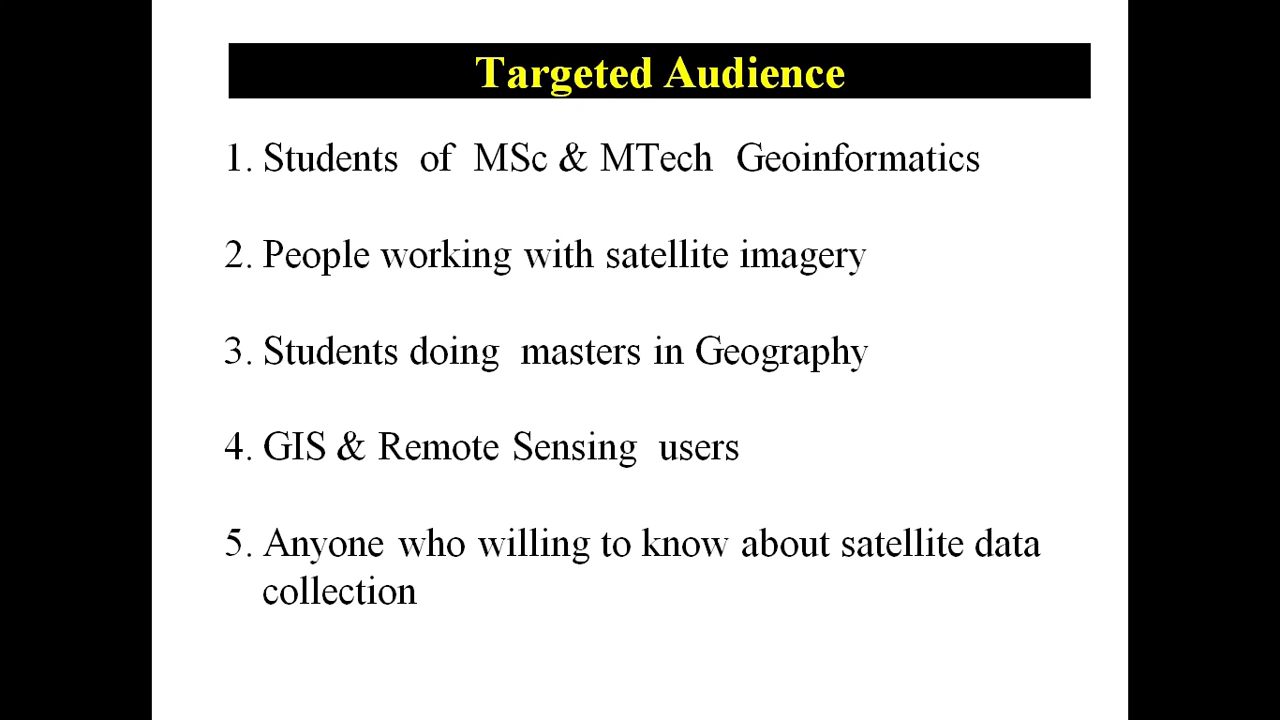 Targeted Audience
1. Students of MSc & MTech Geoinformatics
2. People working with satellite imagery
3. Students doing masters in Geography
4. GIS & Remote Sensing users
5. Anyone who willing to know about satellite data
collection